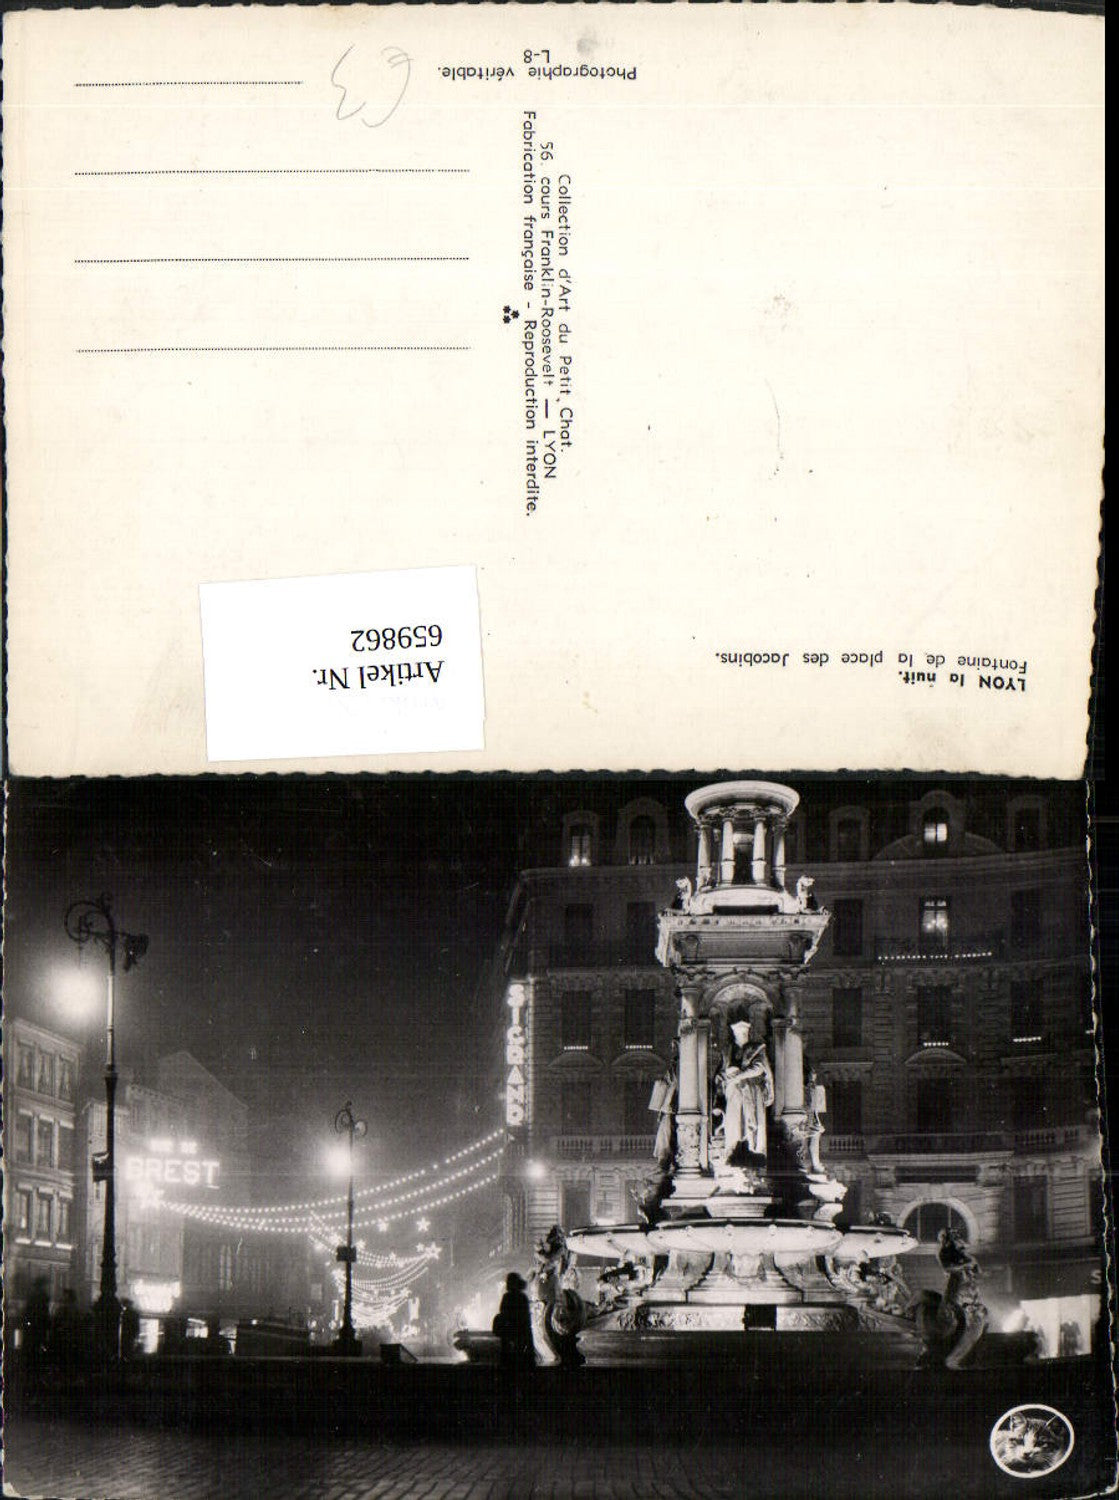 LYON la nuit.
Fontaine de la place des Jacobins.
Photographie véritable.
L-8
Collection d'Art du Petit Chat.
56. cours Franklin-Roosevelt — LYON
Fabrication française - Reproduction interdite.
Artikel Nr.
659862
BREST
SIGRAND